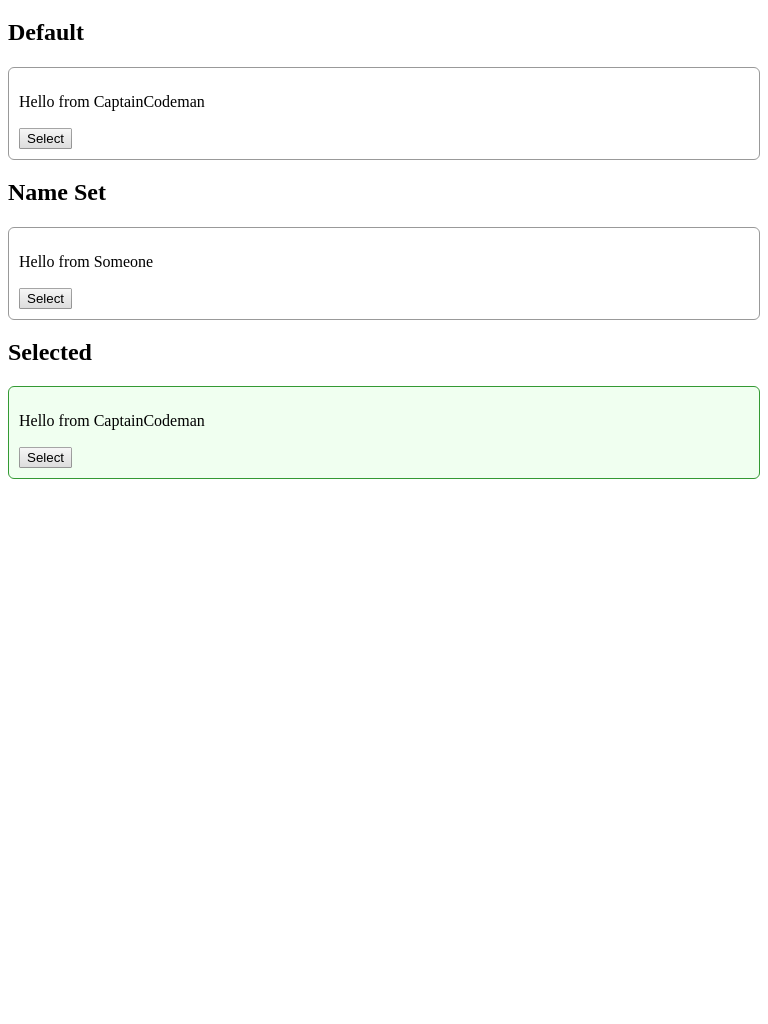 Default
Hello from CaptainCodeman
Select
Name Set
Hello from Someone
Select
Selected
Hello from CaptainCodeman
Select